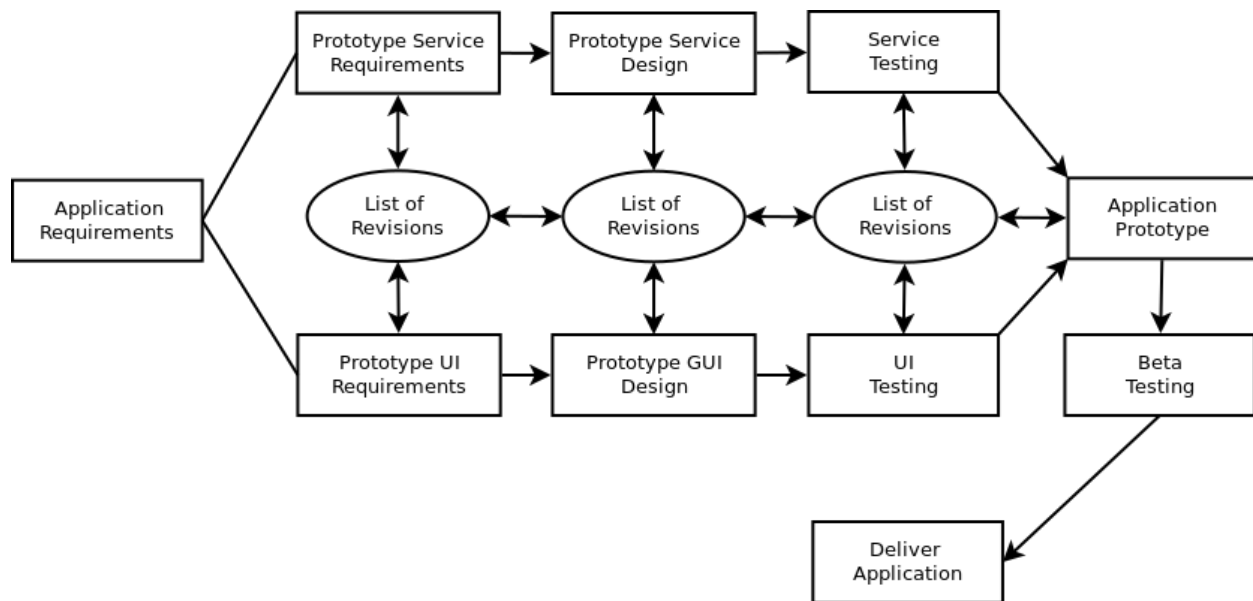 Prototype Service
Requirements
Prototype Service
Design
Service
Testing
Application
Requirements
List of
Revisions
List of
Revisions
List of
Revisions
Application
Prototype
Prototype UI
Requirements
Prototype GUI
Design
UI
Testing
Beta
Testing
Deliver
Application